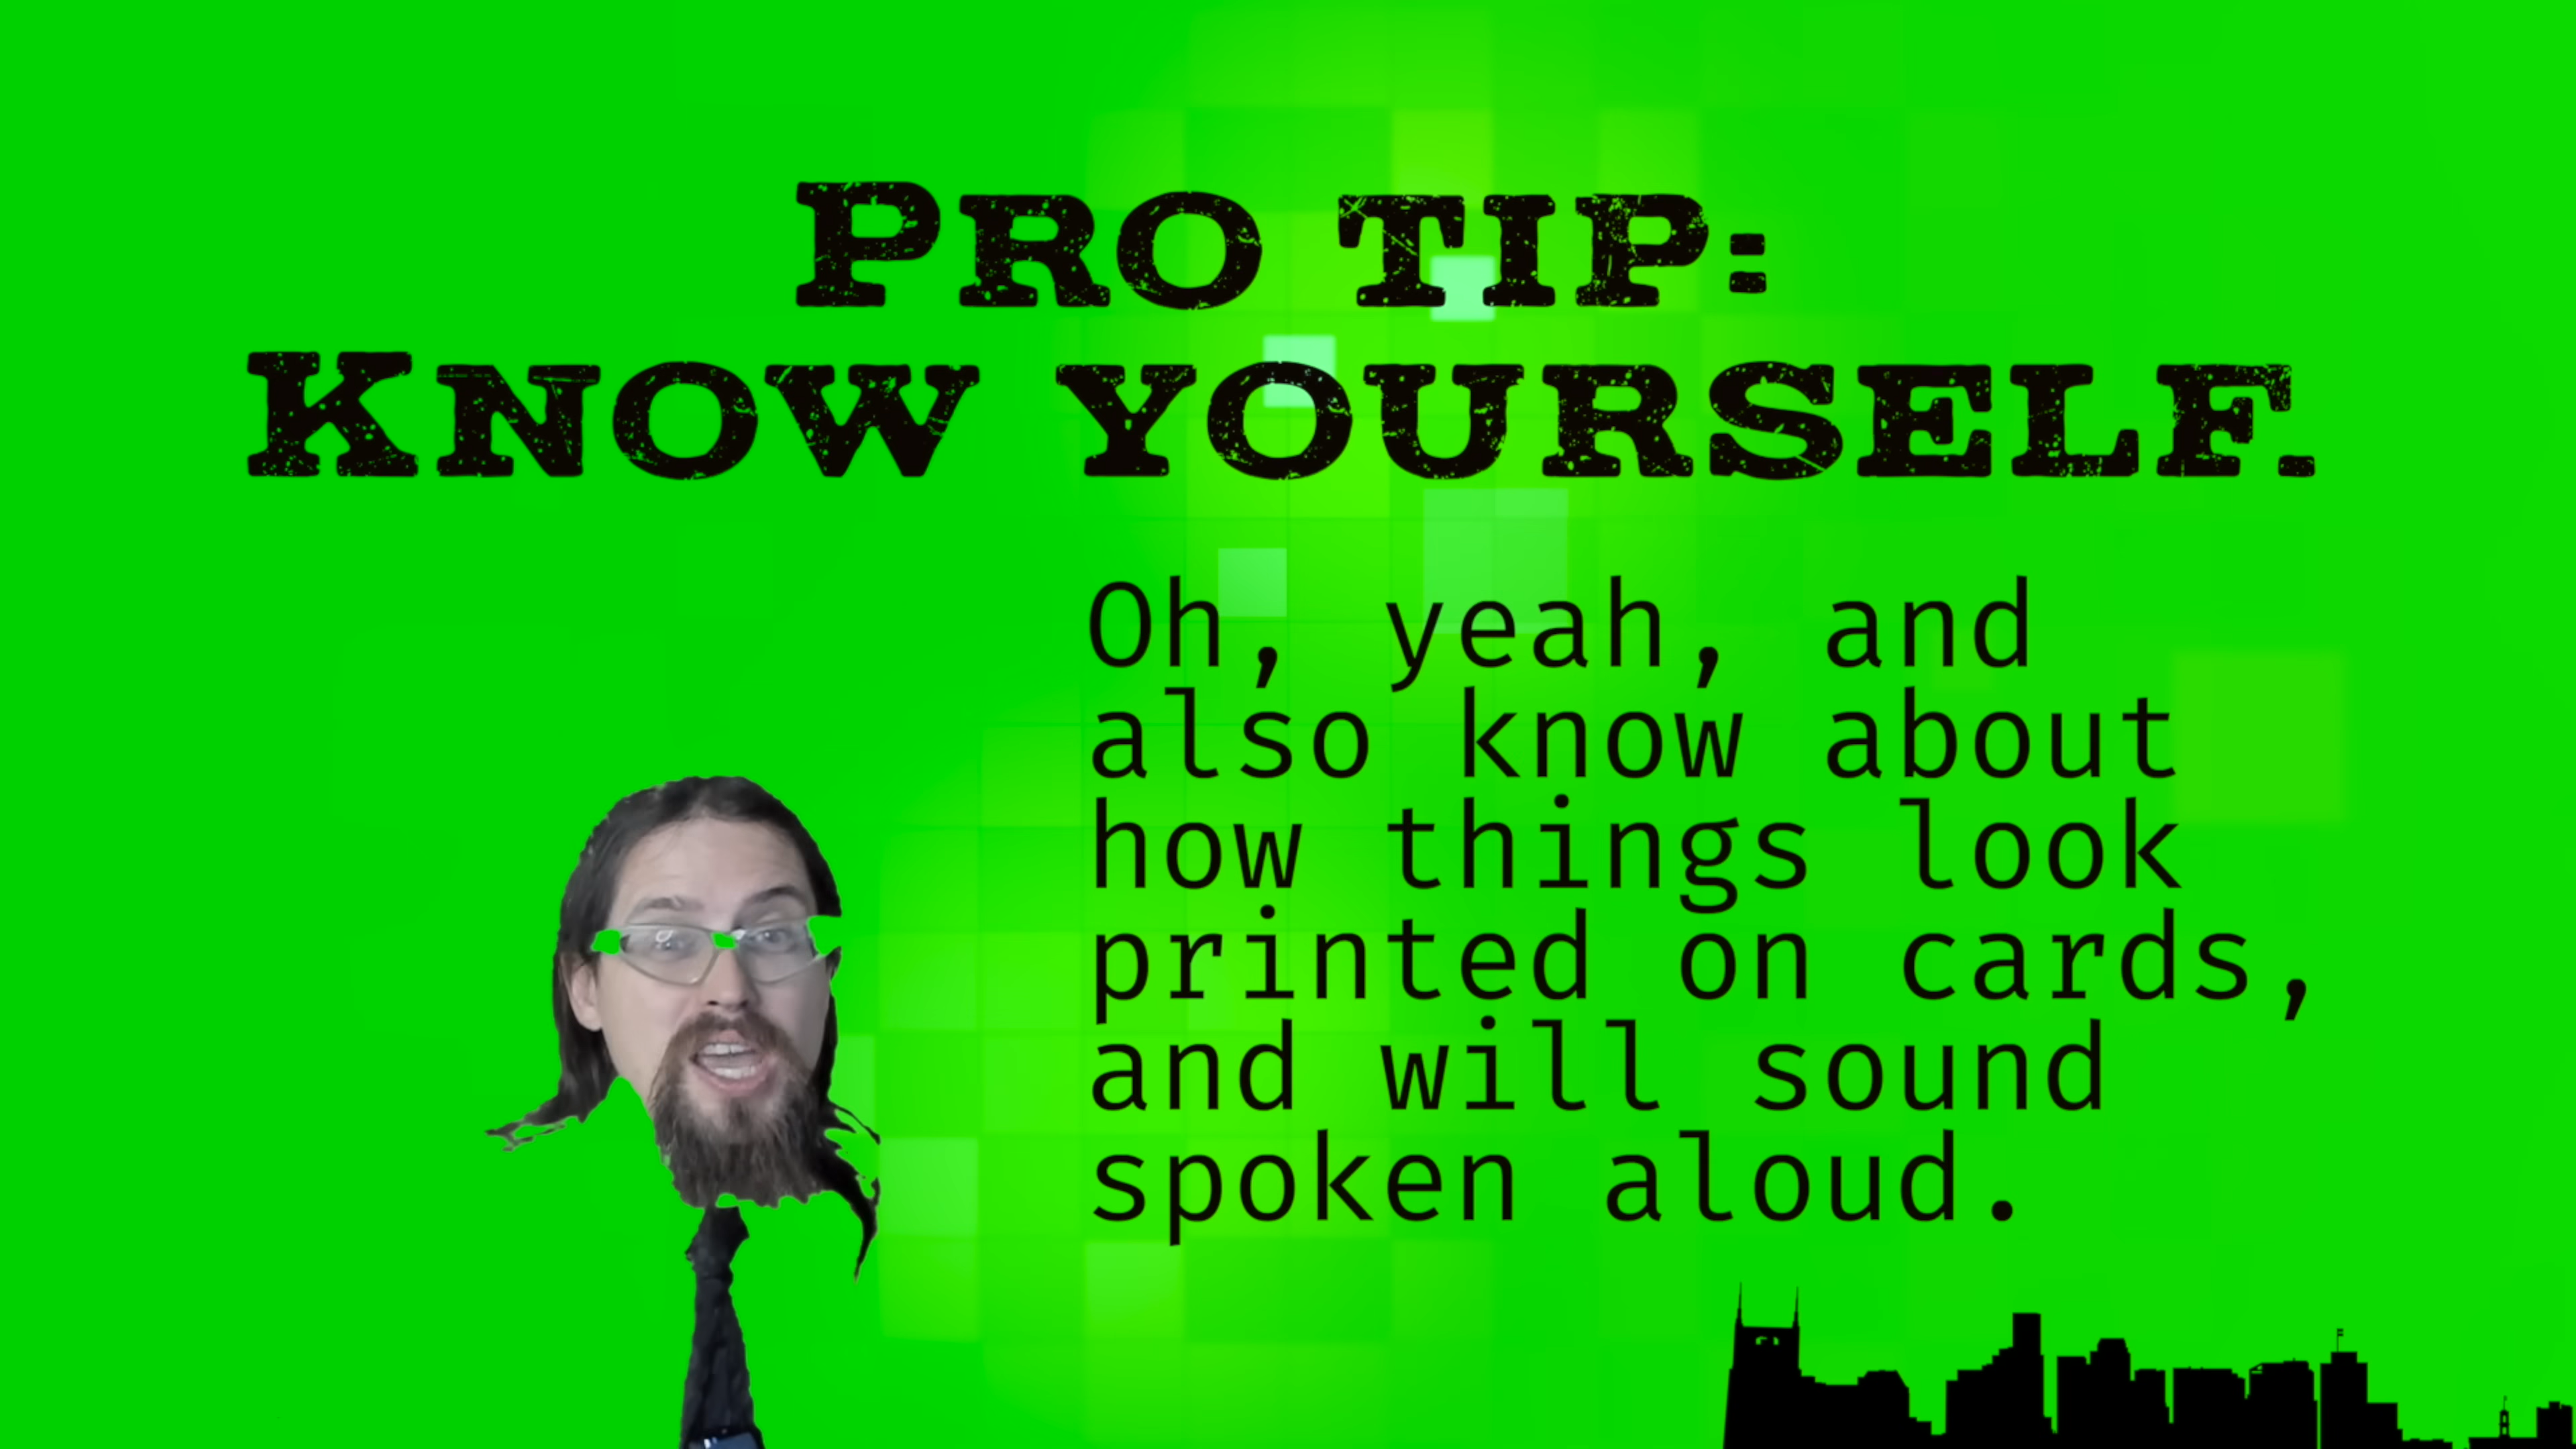 Pro tip:
Know yourself.
Oh, yeah, and
also know about
how things look
printed on cards,
and will sound
spoken aloud.